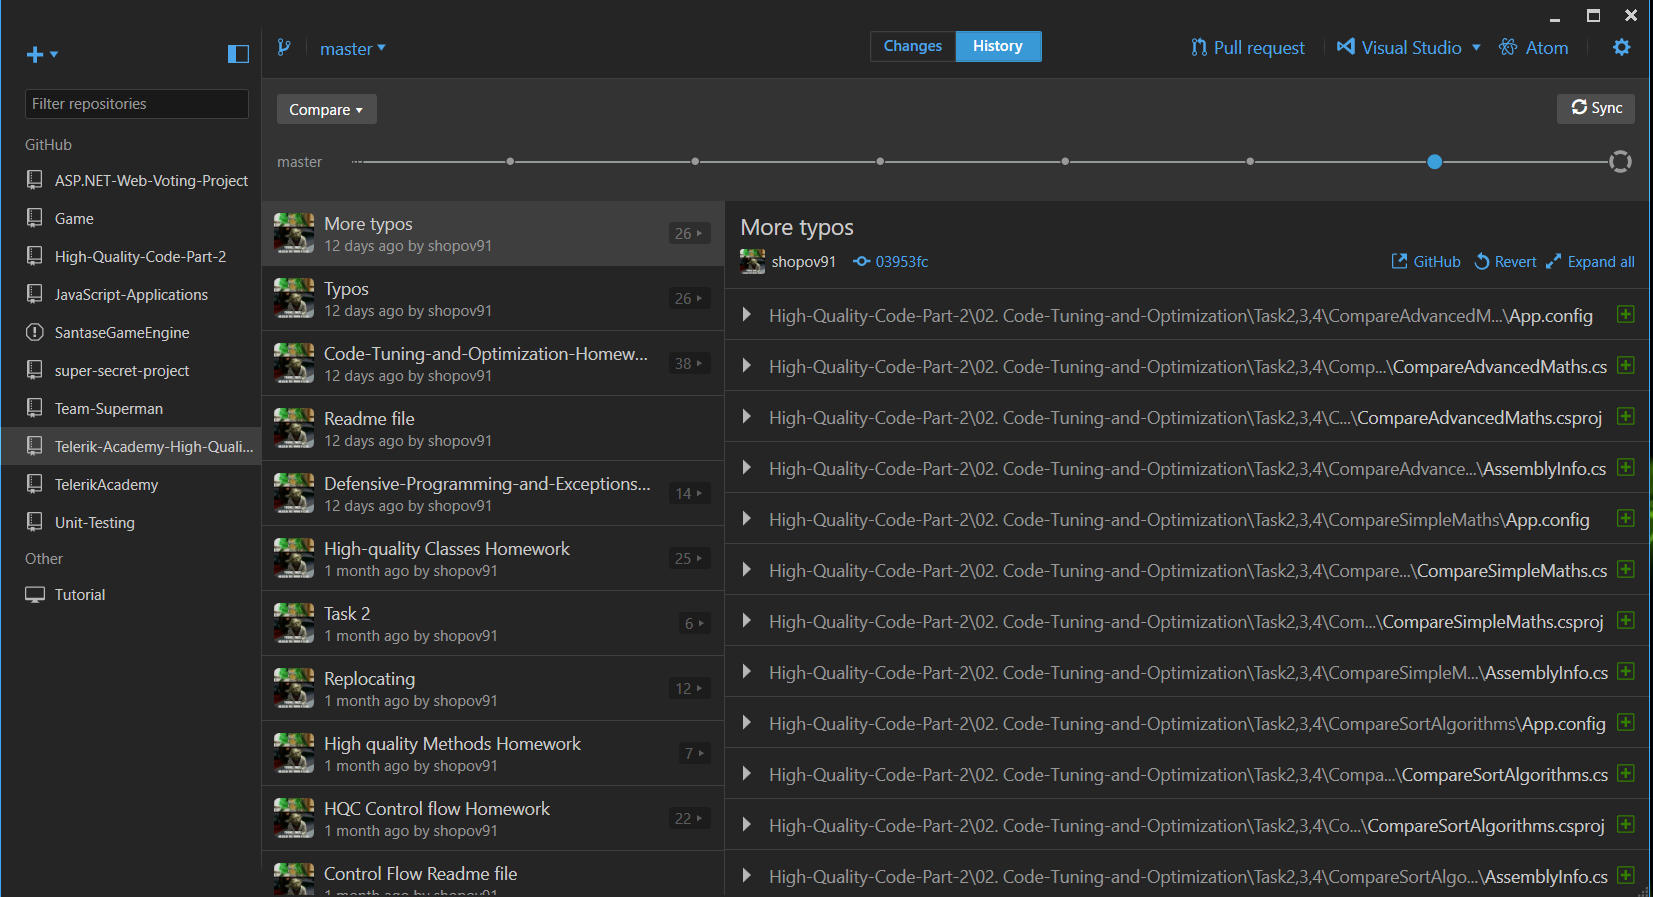 master
Changes
History
Pull request
Visual Studio
Atom
Filter repositories
GitHub
ASP.NET-Web-Voting-Project
Game
High-Quality-Code-Part-2
JavaScript-Applications
SantaseGameEngine
super-secret-project
Team-Superman
Telerik-Academy-High-Quali...
TelerikAcademy
Unit-Testing
Other
Tutorial
Compare
Sync
master
More typos
12 days ago by shopov91
26
Typos
12 days ago by shopov91
26
Code-Tuning-and-Optimization-Homew...
12 days ago by shopov91
38
Readme file
12 days ago by shopov91
Defensive-Programming-and-Exceptions...
12 days ago by shopov91
14
High-quality Classes Homework
1 month ago by shopov91
25
Task 2
1 month ago by shopov91
6
Replocating
1 month ago by shopov91
12
High quality Methods Homework
1 month ago by shopov91
7
HQC Control flow Homework
1 month ago by shopov91
22
Control Flow Readme file
1 month ago by shopov91
More typos
shopov91
03953fc
GitHub
Revert
Expand all
High-Quality-Code-Part-2\02. Code-Tuning-and-Optimization\Task2,3,4\CompareAdvancedM...\App.config
High-Quality-Code-Part-2\02. Code-Tuning-and-Optimization\Task2,3,4\Comp...\CompareAdvancedMaths.cs
High-Quality-Code-Part-2\02. Code-Tuning-and-Optimization\Task2,3,4\C...\CompareAdvancedMaths.csproj
High-Quality-Code-Part-2\02. Code-Tuning-and-Optimization\Task2,3,4\CompareAdvance...\AssemblyInfo.cs
High-Quality-Code-Part-2\02. Code-Tuning-and-Optimization\Task2,3,4\CompareSimpleMaths\App.config
High-Quality-Code-Part-2\02. Code-Tuning-and-Optimization\Task2,3,4\Compare...\CompareSimpleMaths.cs
High-Quality-Code-Part-2\02. Code-Tuning-and-Optimization\Task2,3,4\Com...\CompareSimpleMaths.csproj
High-Quality-Code-Part-2\02. Code-Tuning-and-Optimization\Task2,3,4\CompareSimpleM...\AssemblyInfo.cs
High-Quality-Code-Part-2\02. Code-Tuning-and-Optimization\Task2,3,4\CompareSortAlgorithms\App.config
High-Quality-Code-Part-2\02. Code-Tuning-and-Optimization\Task2,3,4\Compa...\CompareSortAlgorithms.cs
High-Quality-Code-Part-2\02. Code-Tuning-and-Optimization\Task2,3,4\Co...\CompareSortAlgorithms.csproj
High-Quality-Code-Part-2\02. Code-Tuning-and-Optimization\Task2,3,4\CompareSortAlgo...\AssemblyInfo.cs